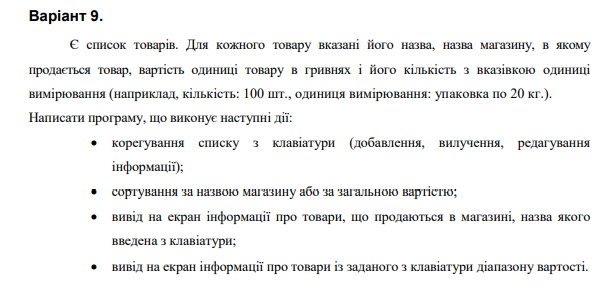 Варіант 9.
Є список товарів. Для кожного товару вказані його назва, назва магазину, в якому
продається товар, вартість одиниці товару в гривнях і його кількість з вказівкою одиниці
вимірювання (наприклад, кількість: 100 шт., одиниця вимірювання: упаковка по 20 кг.).
Написати програму, що виконує наступні дії:
• корегування списку з клавіатури (добавлення, вилучення, редагування
інформації);
• сортування за назвою магазину або за загальною вартістю;
• вивід на екран інформації про товари, що продаються в магазині, назва якого
введена з клавіатури;
• вивід на екран інформації про товари із заданого з клавіатури діапазону вартості.